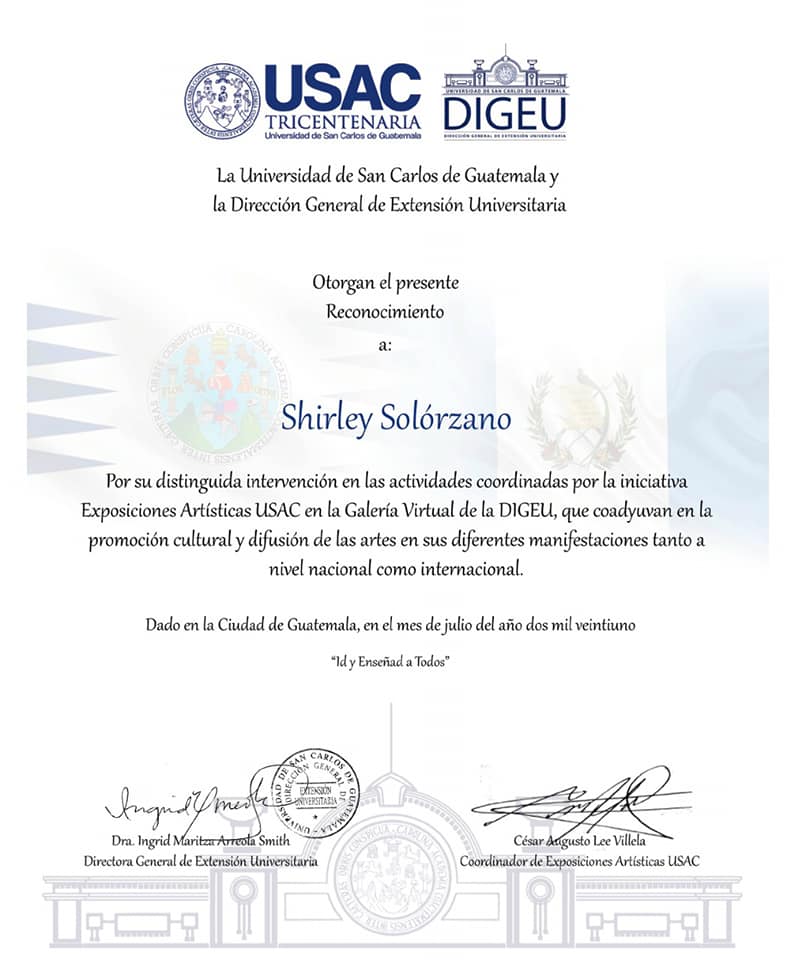 USAC
TRICENTENARIA
Universidad de San Carlos de Guatemala
UNIVERSIDAD DE SAN CARLOS DE GUATEMALA
DIGEU
DIRECCIÓN GENERAL DE EXTENSIÓN UNIVERSITARIA
La Universidad de San Carlos de Guatemala y
la Dirección General de Extensión Universitaria
Otorgan el presente
Reconocimiento
a:
Shirley Solórzano
Por su distinguida intervención en las actividades coordinadas por la iniciativa
Exposiciones Artísticas USAC en la Galería Virtual de la DIGEU, que coadyuvan en la
promoción cultural y difusión de las artes en sus diferentes manifestaciones tanto a
nivel nacional como internacional.
Dado en la Ciudad de Guatemala, en el mes de julio del año dos mil veintiuno
“Id y Enseñad a Todos”
UNIVERSIDAD DE SAN CARLOS DE GUATEMALA
DIRECCIÓN GENERAL DE
EXTENSIÓN
UNIVERSITARIA
Dra. Ingrid Maritza Arreola Smith
Directora General de Extensión Universitaria
César Augusto Lee Villela
Coordinador de Exposiciones Artísticas USAC